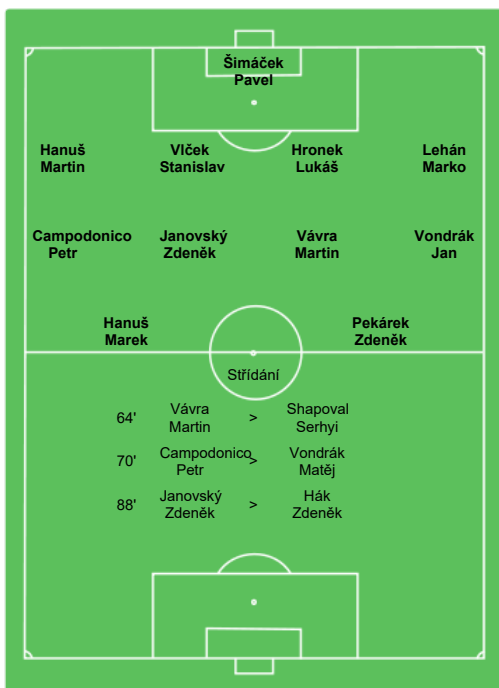 Šimáček
Pavel
Hanuš Vlček Hronek Lehán
Martin Stanislav Lukáš Marko
Campodonico Janovský Vávra Vondrák
Petr Zdeněk Martin Jan
Hanuš Pekárek
Marek Zdeněk
Střídání
64' Vávra Martin > Shapoval Serhyi
70' Campodonico Petr > Vondrák Matěj
88' Janovský Zdeněk > Hák Zdeněk